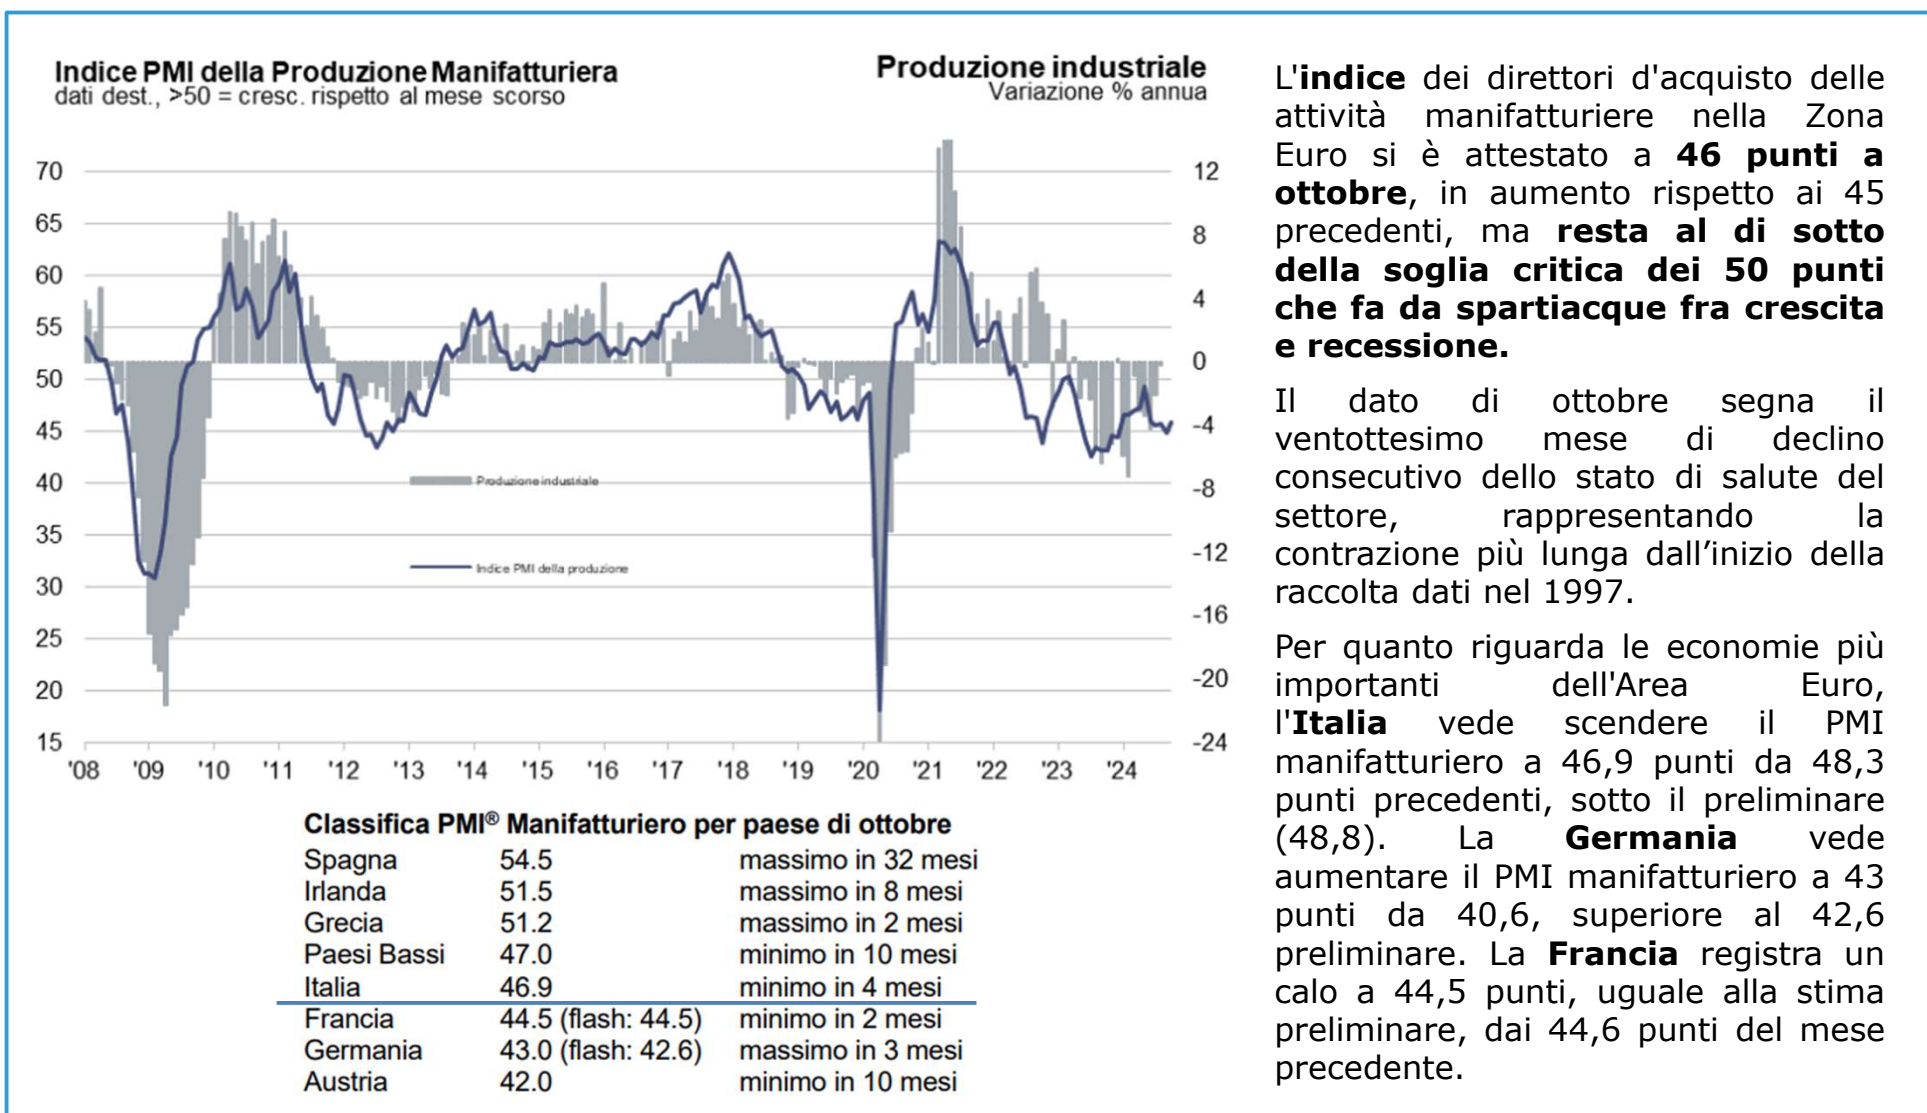 Indice PMI della Produzione Manifatturiera
dati dest., >50 = cresc. rispetto al mese scorso
Produzione industriale
Variazione % annua
70
65
60
55
50
45
40
35
30
25
20
15
12
8
4
0
-4
-8
-12
-16
-20
-24
Produzione industriale
Indice PMI della produzione
'08 '09 '10 '11 '12 '13 '14 '15 '16 '17 '18 '19 '20 '21 '22 '23 '24
Classifica PMI® Manifatturiero per paese di ottobre
Spagna 54.5 massimo in 32 mesi
Irlanda 51.5 massimo in 8 mesi
Grecia 51.2 massimo in 2 mesi
Paesi Bassi 47.0 minimo in 10 mesi
Italia 46.9 minimo in 4 mesi
Francia 44.5 (flash: 44.5) minimo in 2 mesi
Germania 43.0 (flash: 42.6) massimo in 3 mesi
Austria 42.0 minimo in 10 mesi
L'indice dei direttori d'acquisto delle
attività manifatturiere nella Zona
Euro si è attestato a 46 punti a
ottobre, in aumento rispetto ai 45
precedenti, ma resta al di sotto
della soglia critica dei 50 punti
che fa da spartiacque fra crescita
e recessione.
Il dato di ottobre segna il
ventottesimo mese di declino
consecutivo dello stato di salute del
settore, rappresentando la
contrazione più lunga dall’inizio della
raccolta dati nel 1997.
Per quanto riguarda le economie più
importanti dell'Area Euro,
l'Italia vede scendere il PMI
manifatturiero a 46,9 punti da 48,3
punti precedenti, sotto il preliminare
(48,8). La Germania vede
aumentare il PMI manifatturiero a 43
punti da 40,6, superiore al 42,6
preliminare. La Francia registra un
calo a 44,5 punti, uguale alla stima
preliminare, dai 44,6 punti del mese
precedente.